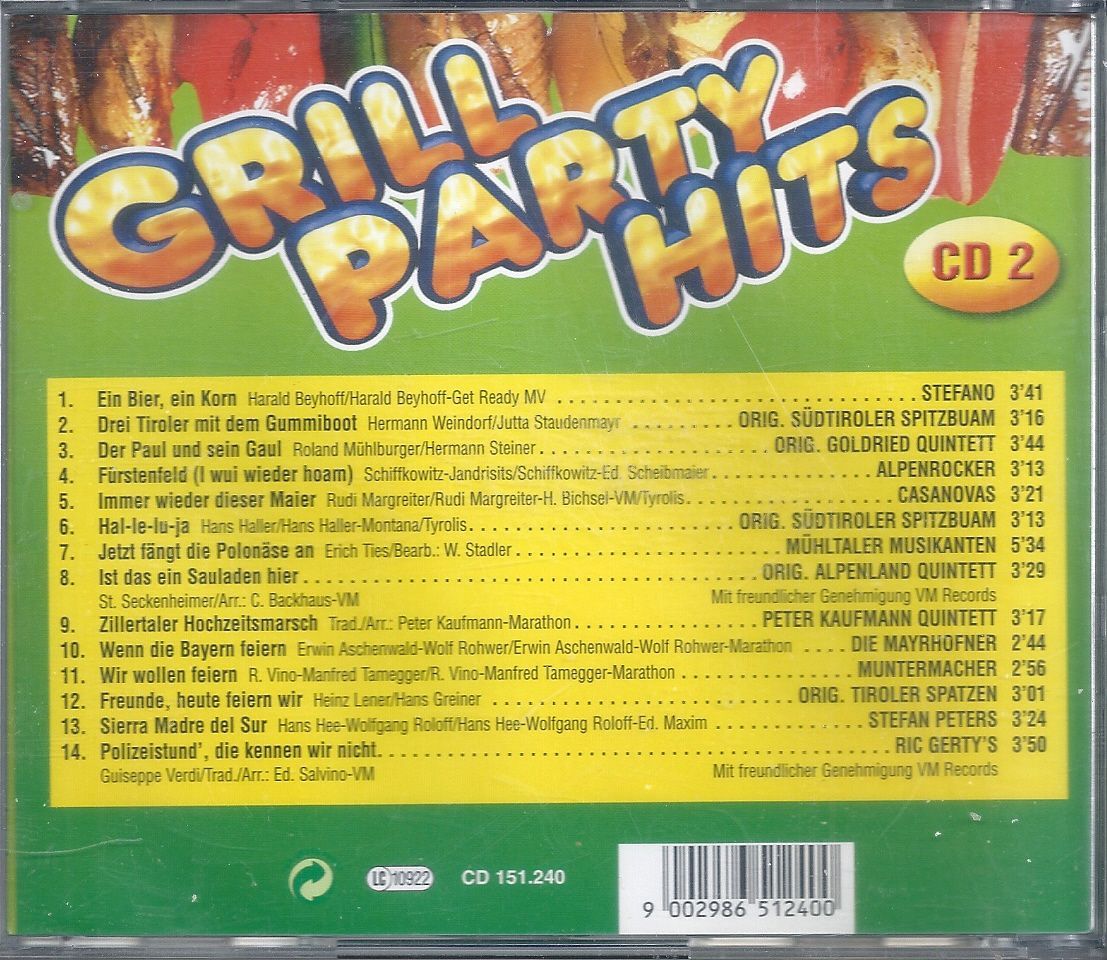 GRILL
PARTY
HITS
CD 2
1. Ein Bier, ein Korn Harald Beyhoff/Harald Beyhoff-Get Ready MV ........ STEFANO 3'41
2. Drei Tiroler mit dem Gummiboot Hermann Weindorf/Jutta Staudenmayr ........ ORIG. SÜDTIROLER SPITZBUAM 3'16
3. Der Paul und sein Gaul Roland Mühlburger/Hermann Steiner ........ ORIG. GOLDRIED QUINTETT 3'44
4. Fürstenfeld (I wui wieder hoam) Schiffkowitz-Jandrisits/Schiffkowitz-Ed. Scheibmaier ........ ALPENROCKER 3'13
5. Immer wieder dieser Maier Rudi Margreiter/Rudi Margreiter-H. Bichsel-VM/Tyrolis ........ CASANOVAS 3'21
6. Hal-le-lu-ja Hans Haller/Hans Haller-Montana/Tyrolis ........ ORIG. SÜDTIROLER SPITZBUAM 3'13
7. Jetzt fängt die Polonäse an Erich Ties/Bearb.: W. Stadler ........ MÜHLTALER MUSIKANTEN 5'34
8. Ist das ein Sauladen hier ........ ORIG. ALPENLAND QUINTETT 3'29
St. Seckenheimer/Arr.: C. Backhaus-VM Mit freundlicher Genehmigung VM Records
9. Zillertaler Hochzeitsmarsch Trad./Arr.: Peter Kaufmann-Marathon ........ PETER KAUFMANN QUINTETT 3'17
10. Wenn die Bayern feiern Erwin Aschenwald-Wolf Rohwer/Erwin Aschenwald-Wolf Rohwer-Marathon .... DIE MAYRHOFNER 2'44
11. Wir wollen feiern R. Vino-Manfred Tamegger/R. Vino-Manfred Tamegger-Marathon ........ MUNTERMACHER 2'56
12. Freunde, heute feiern wir Heinz Lener/Hans Greiner ........ ORIG. TIROLER SPATZEN 3'01
13. Sierra Madre del Sur Hans Hee-Wolfgang Roloff/Hans Hee-Wolfgang Roloff-Ed. Maxim ........ STEFAN PETERS 3'24
14. Polizeistund', die kennen wir nicht ........ RIC GERTY'S 3'50
Guiseppe Verdi/Trad./Arr.: Ed. Salvino-VM Mit freundlicher Genehmigung VM Records
LC 10922 CD 151.240
9 002986 512400